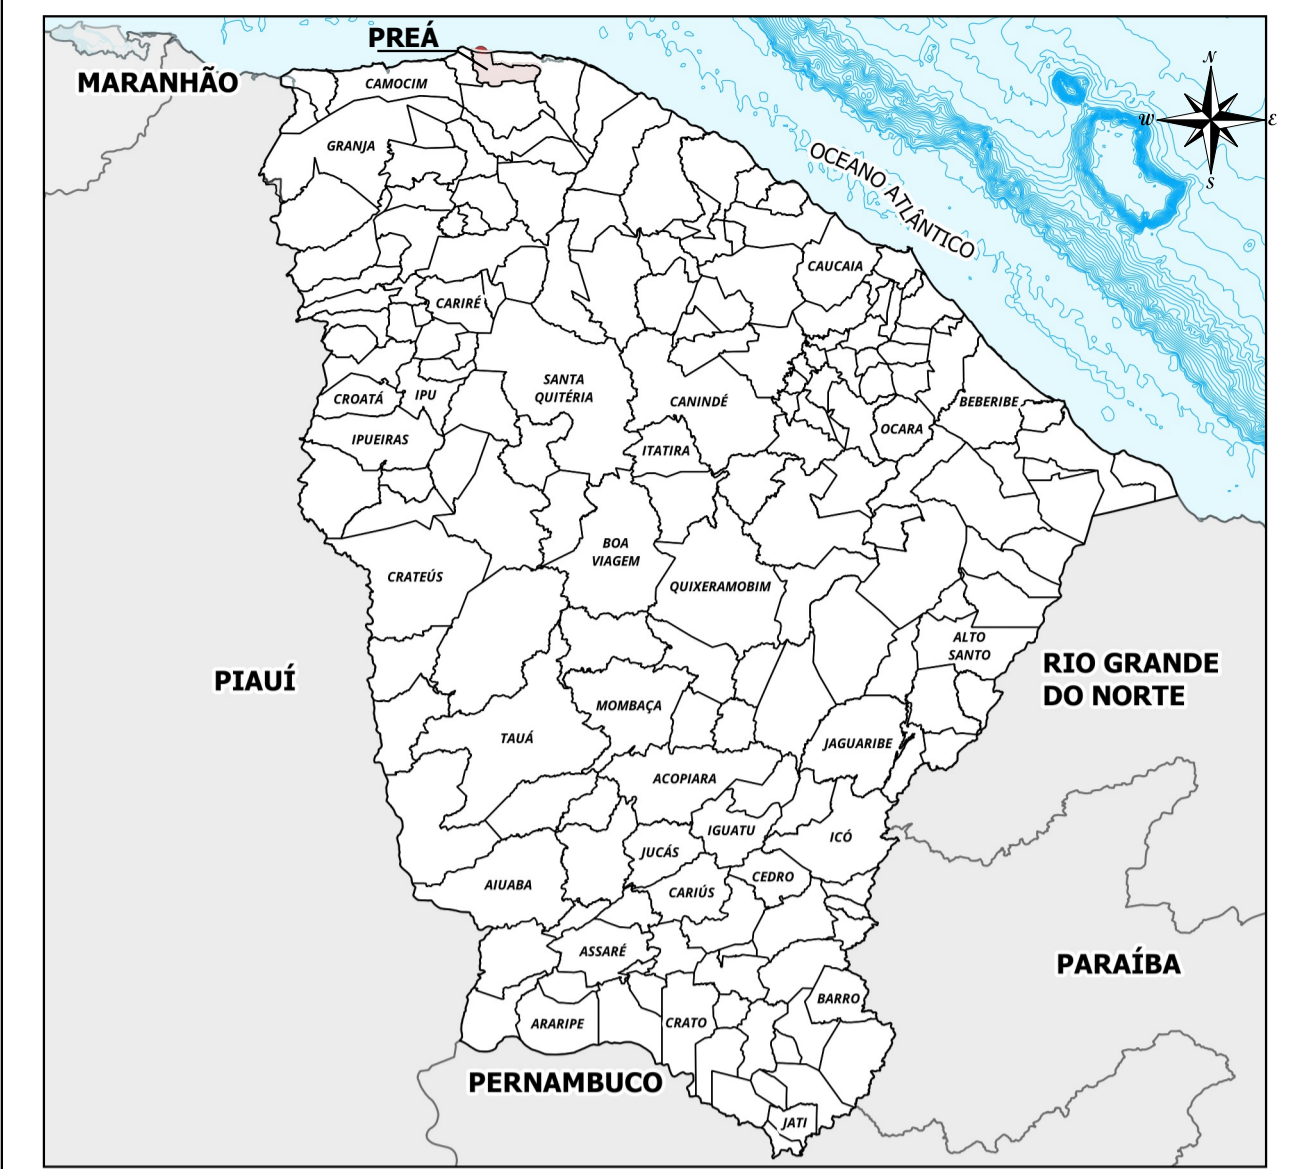 PREÁ
N
MARANHÃO
CAMOCIM
W
E
GRANJA
OCEANO ATLÂNTICO
S
CAUCAIA
CARIRÉ
SANTA
QUITÉRIA
CROATÁ
IPU
CANINDÉ
BEBERIBE
IPUEIRAS
OCARA
ITATIRA
BOA
VIAGEM
CRATEÚS
QUIXERAMOBIM
ALTO
SANTO
RIO GRANDE
DO NORTE
PIAUÍ
MOMBAÇA
TAUÁ
JAGUARIBE
ACOPIARA
IGUATU
ICÓ
JUCÁS
CEDRO
AIUABA
CARIÚS
ASSARÉ
PARAÍBA
BARRO
ARARIPE
CRATO
PERNAMBUCO
JATI